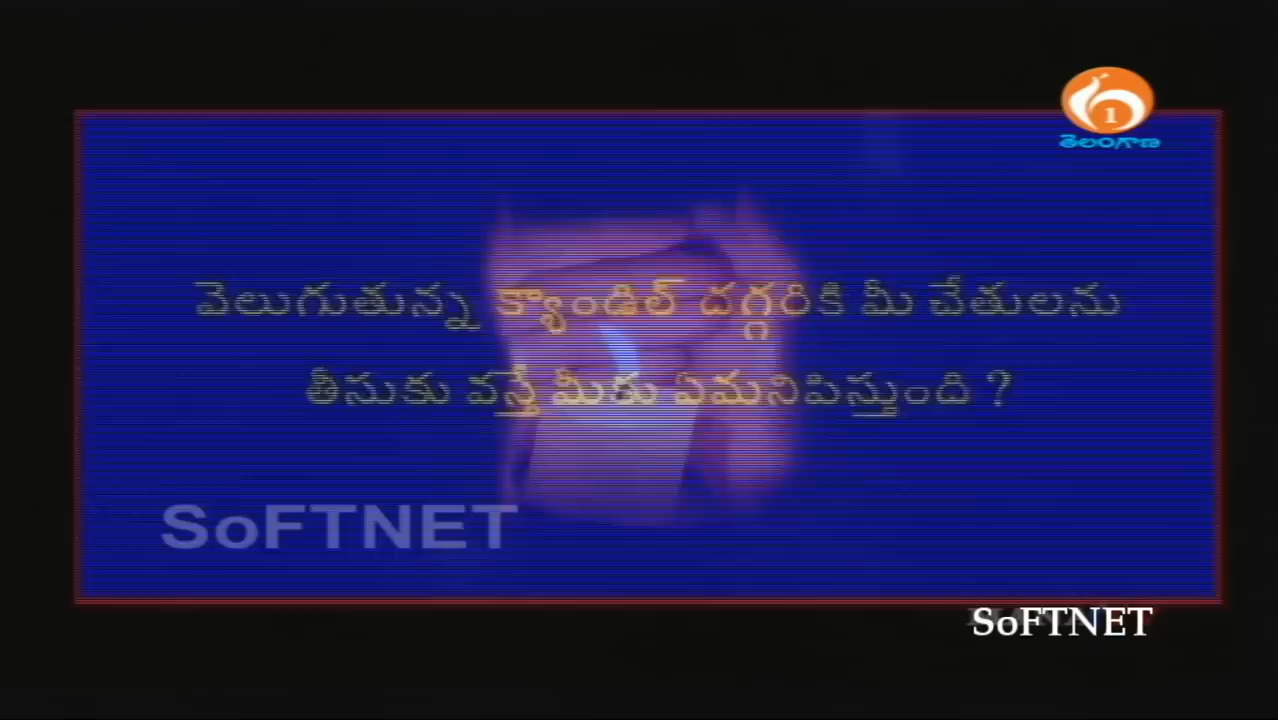 1
తెలంగాణ
వెలుగుతున్న క్యాండిల్ దగ్గరికి మీ చేతులను
తీసుకు వస్తే మీరు ఏమనిపిస్తుంది ?
SoFTNET
SoFTNET